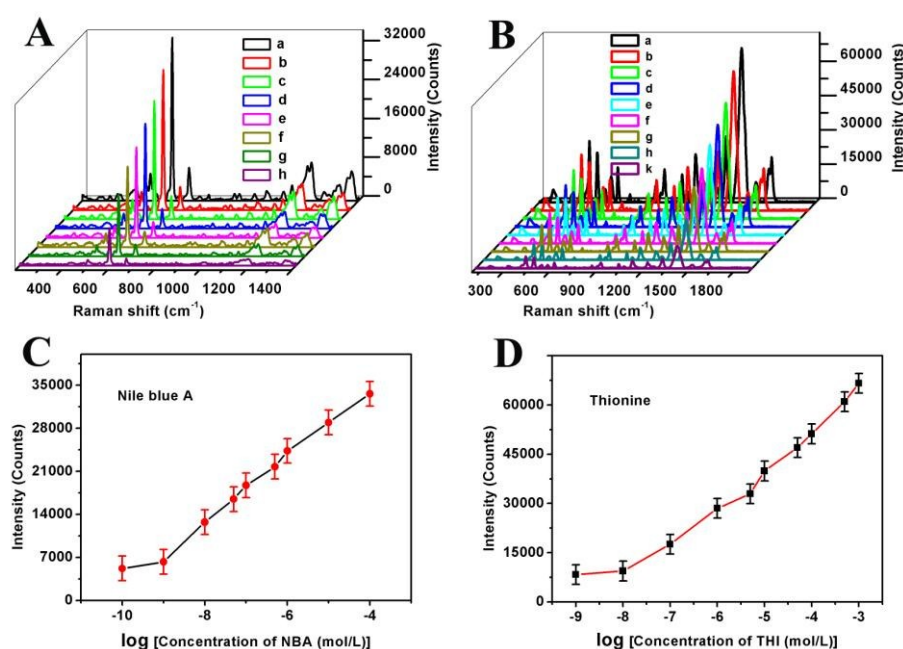 A
a
b
c
d
e
f
g
h
32000
24000
16000
8000
0
Intensity (Counts)
400 600 800 1000 1200 1400
Raman shift (cm⁻¹)
B
a
b
c
d
e
f
g
h
k
60000
45000
30000
15000
0
Intensity (Counts)
300 600 900 1200 1500 1800
Raman shift (cm⁻¹)
C
Nile blue A
35000
28000
21000
14000
7000
0
Intensity (Counts)
-10 -8 -6 -4
log [Concentration of NBA (mol/L)]
D
Thionine
60000
45000
30000
15000
0
Intensity (Counts)
-9 -8 -7 -6 -5 -4 -3
log [Concentration of THI (mol/L)]